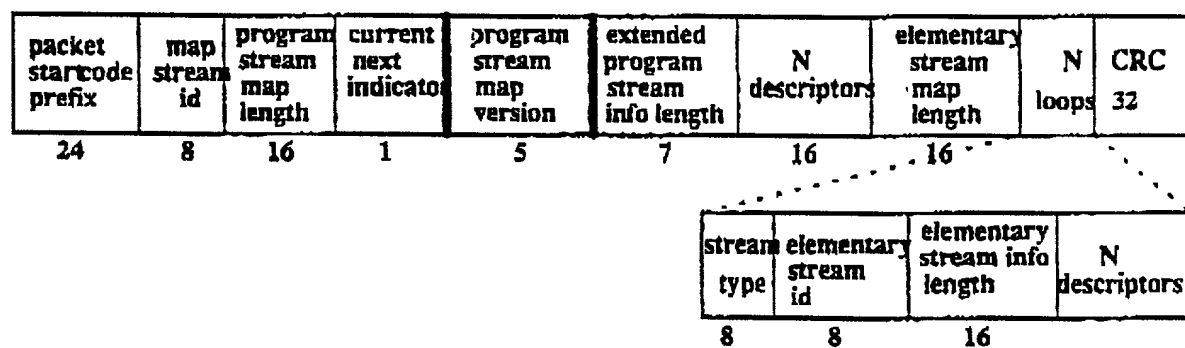 packet
startcode
prefix
map
stream
id
program
stream
map
length
current
next
indicator
program
stream
map
version
extended
program
stream
info length
N
descriptors
elementary
stream
map
length
N
loops
CRC
32
24 8 16 1 5 7 16 16
stream
type
elementary
stream
id
elementary
stream info
length
N
descriptors
8 8 16